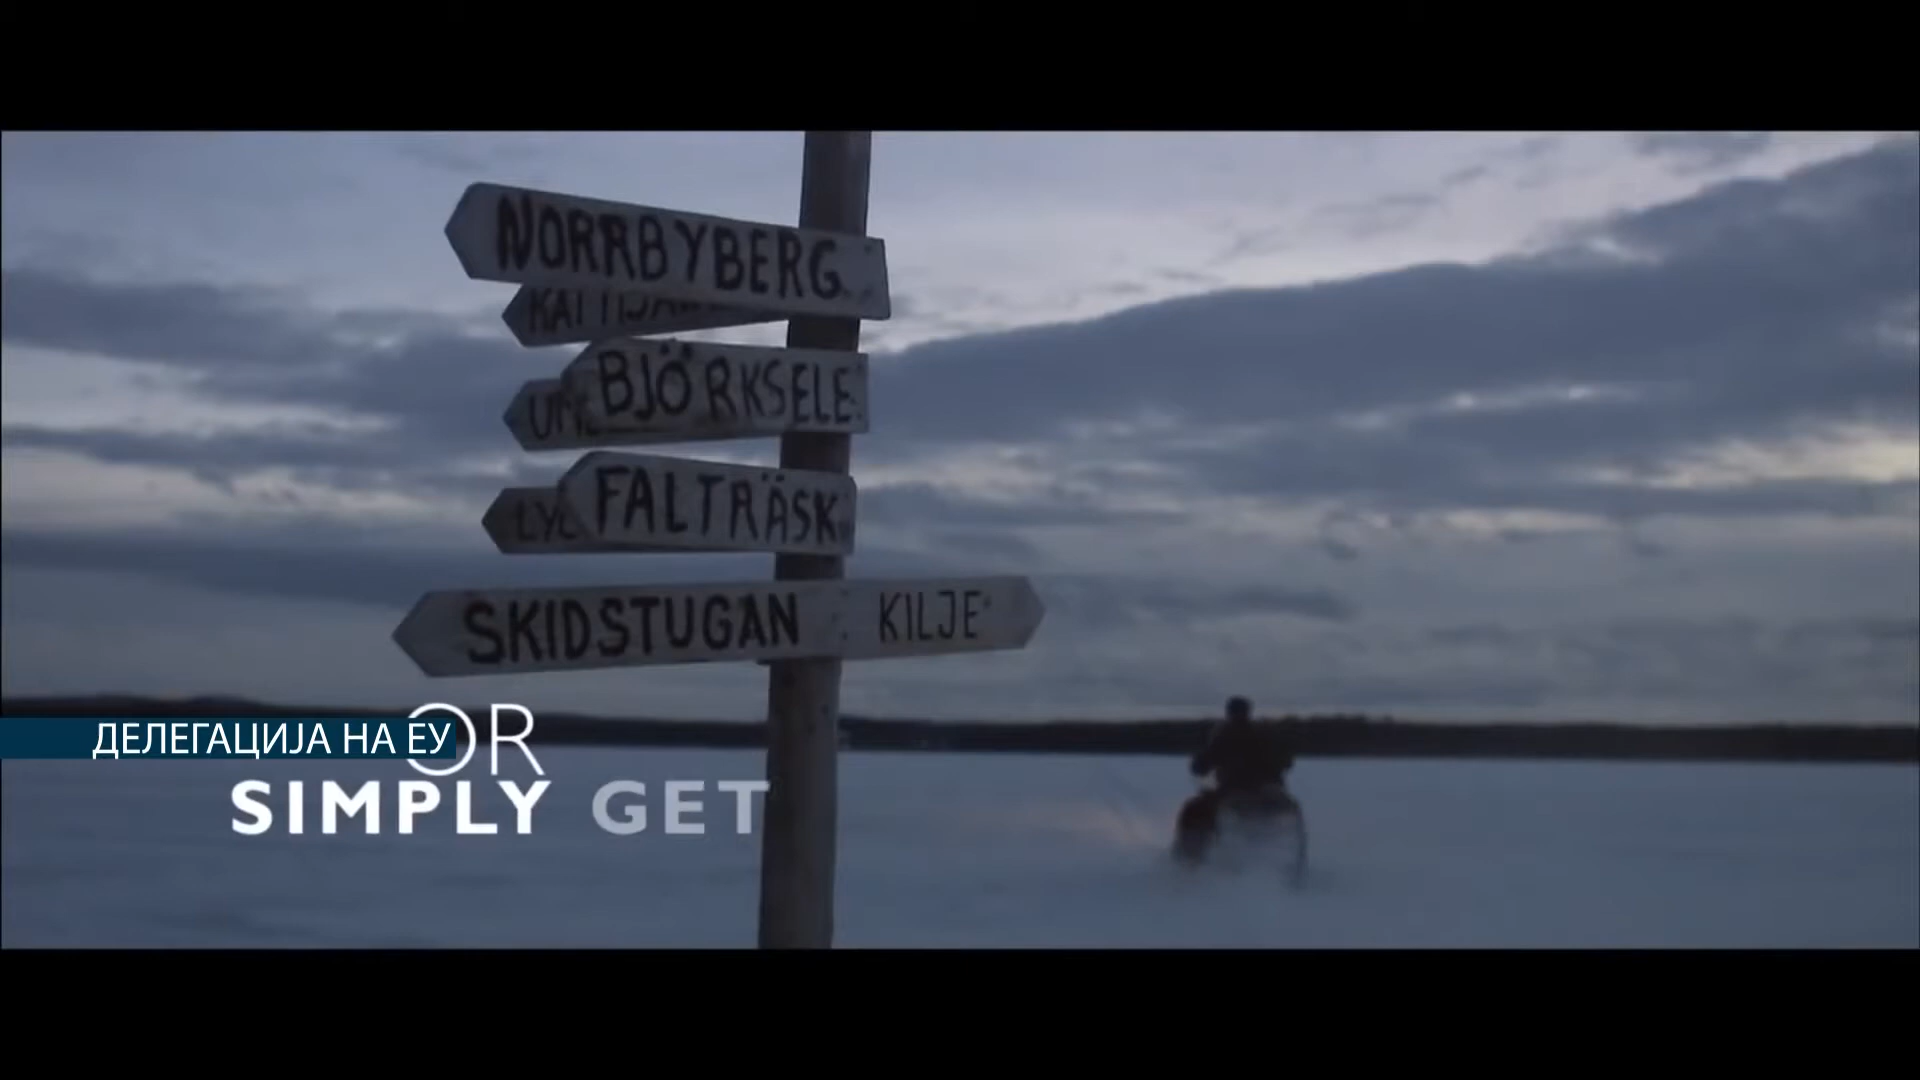 NORRBYBERG
BJÖRKSELE
FALTRÄSK
SKIDSTUGAN KILJE
ДЕЛЕГАЦИЈА НА ЕУ
OR
SIMPLY GET